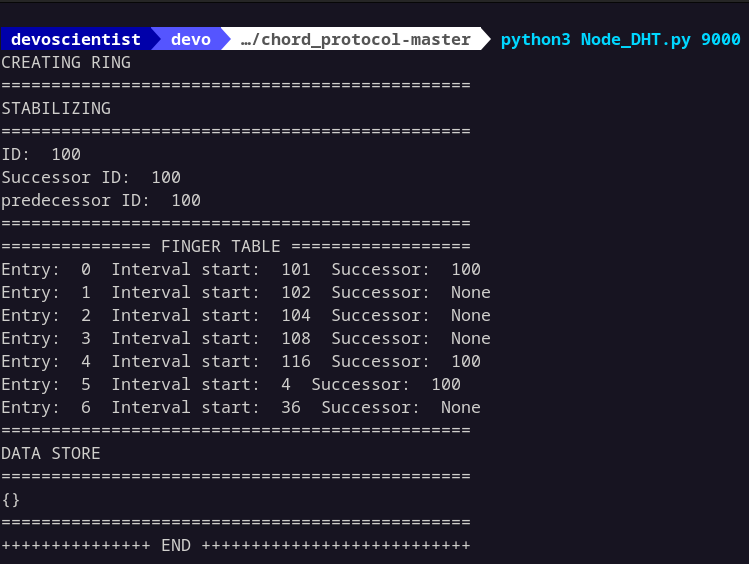 devoscientist devo …/chord_protocol-master python3 Node_DHT.py 9000
CREATING RING
===============================================
STABILIZING
===============================================
ID:  100
Successor ID:  100
predecessor ID:  100
===============================================
=============== FINGER TABLE ==================
Entry:  0  Interval start:  101  Successor:  100
Entry:  1  Interval start:  102  Successor:  None
Entry:  2  Interval start:  104  Successor:  None
Entry:  3  Interval start:  108  Successor:  None
Entry:  4  Interval start:  116  Successor:  100
Entry:  5  Interval start:  4  Successor:  100
Entry:  6  Interval start:  36  Successor:  None
===============================================
DATA STORE
===============================================
{}
===============================================
+++++++++++++++ END +++++++++++++++++++++++++++